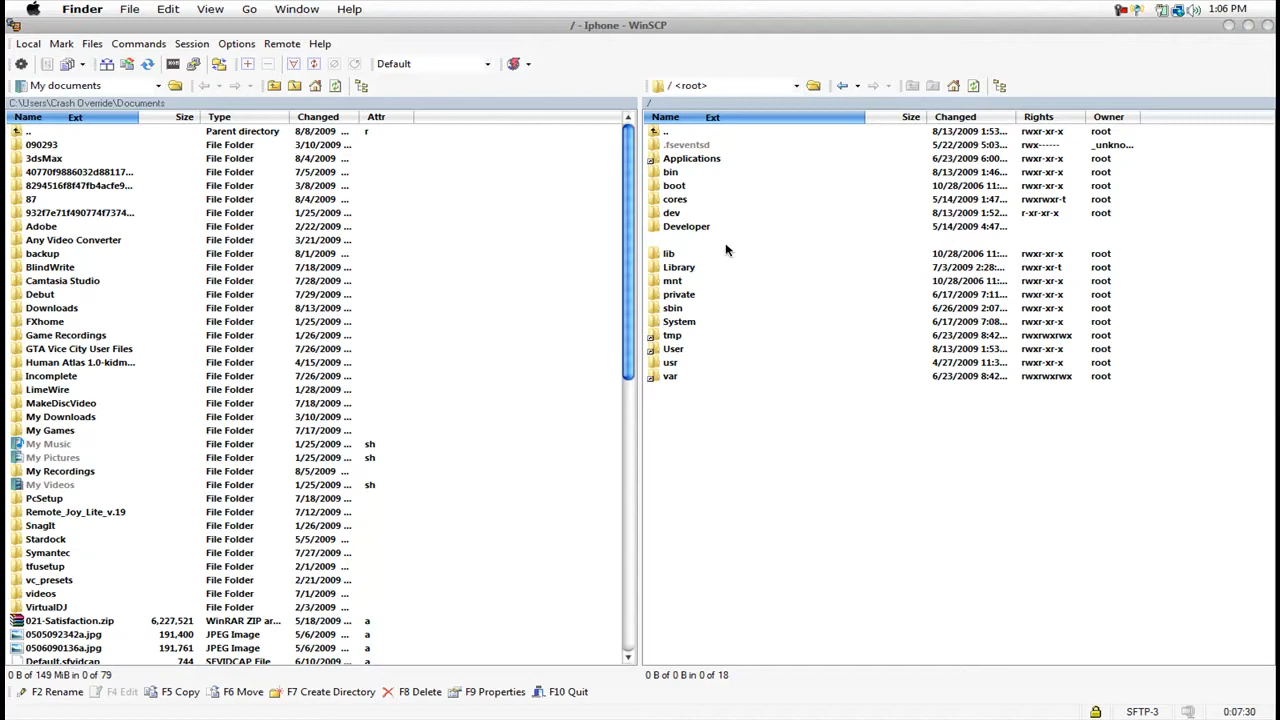 Finder File Edit View Go Window Help 1:06 PM
/ - Iphone - WinSCP
Local Mark Files Commands Session Options Remote Help
Default
My documents / <root>
C:\Users\Crash Override\Documents /
Name Ext Size Type Changed Attr Name Ext Size Changed Rights Owner
.. Parent directory 8/8/2009 ... r .. 8/13/2009 1:53... rwxr-xr-x root
090293 File Folder 3/10/2009 ... .fseventsd 5/22/2009 5:03... rwx------ _unkno...
3dsMax File Folder 8/4/2009 ... Applications 6/23/2009 6:00... rwxr-xr-x root
40770f9886032d88117... File Folder 7/5/2009 ... bin 8/13/2009 1:46... rwxr-xr-x root
8294516f8f47fb4acfe9... File Folder 3/8/2009 ... boot 10/28/2006 11:... rwxr-xr-x root
87 File Folder 8/4/2009 ... cores 5/14/2009 1:47... rwxrwxr-t root
932f7e71f490774f7374... File Folder 1/25/2009 ... dev 8/13/2009 1:52... r-xr-xr-x root
Adobe File Folder 2/22/2009 ... Developer 5/14/2009 4:47...
Any Video Converter File Folder 3/21/2009 ...
backup File Folder 8/1/2009 ... lib 10/28/2006 11:... rwxr-xr-x root
BlindWrite File Folder 7/18/2009 ... Library 7/3/2009 2:28:... rwxr-xr-t root
Camtasia Studio File Folder 7/28/2009 ... mnt 10/28/2006 11:... rwxr-xr-x root
Debut File Folder 7/29/2009 ... private 6/17/2009 7:11... rwxr-xr-x root
Downloads File Folder 8/13/2009 ... sbin 6/26/2009 2:07... rwxr-xr-x root
FXhome File Folder 1/25/2009 ... System 6/17/2009 7:08... rwxr-xr-x root
Game Recordings File Folder 1/26/2009 ... tmp 6/23/2009 8:42... rwxrwxrwx root
GTA Vice City User Files File Folder 7/26/2009 ... User 8/13/2009 1:53... rwxr-xr-x root
Human Atlas 1.0-kidm... File Folder 4/15/2009 ... usr 4/27/2009 11:3... rwxr-xr-x root
Incomplete File Folder 7/26/2009 ... var 6/23/2009 8:42... rwxrwxrwx root
LimeWire File Folder 1/28/2009 ...
MakeDiscVideo File Folder 7/18/2009 ...
My Downloads File Folder 3/10/2009 ...
My Games File Folder 7/17/2009 ...
My Music File Folder 1/25/2009 ... sh
My Pictures File Folder 1/25/2009 ... sh
My Recordings File Folder 8/5/2009 ...
My Videos File Folder 1/25/2009 ... sh
PcSetup File Folder 7/18/2009 ...
Remote_Joy_Lite_v.19 File Folder 7/12/2009 ...
SnagIt File Folder 1/26/2009 ...
Stardock File Folder 5/5/2009 ...
Symantec File Folder 7/27/2009 ...
tfusetup File Folder 2/1/2009 ...
vc_presets File Folder 2/21/2009 ...
videos File Folder 7/1/2009 ...
VirtualDJ File Folder 2/3/2009 ...
021-Satisfaction.zip 6,227,521 WinRAR ZIP ar... 5/18/2009 ... a
0505092342a.jpg 191,400 JPEG Image 5/6/2009 ... a
0506090136a.jpg 191,761 JPEG Image 5/6/2009 ... a
Default.sfvidcap 744 SFVIDCAP File 6/10/2009 ... a
0 B of 149 MiB in 0 of 79 0 B of 0 B in 0 of 18
F2 Rename F4 Edit F5 Copy F6 Move F7 Create Directory F8 Delete F9 Properties F10 Quit
SFTP-3 0:07:30